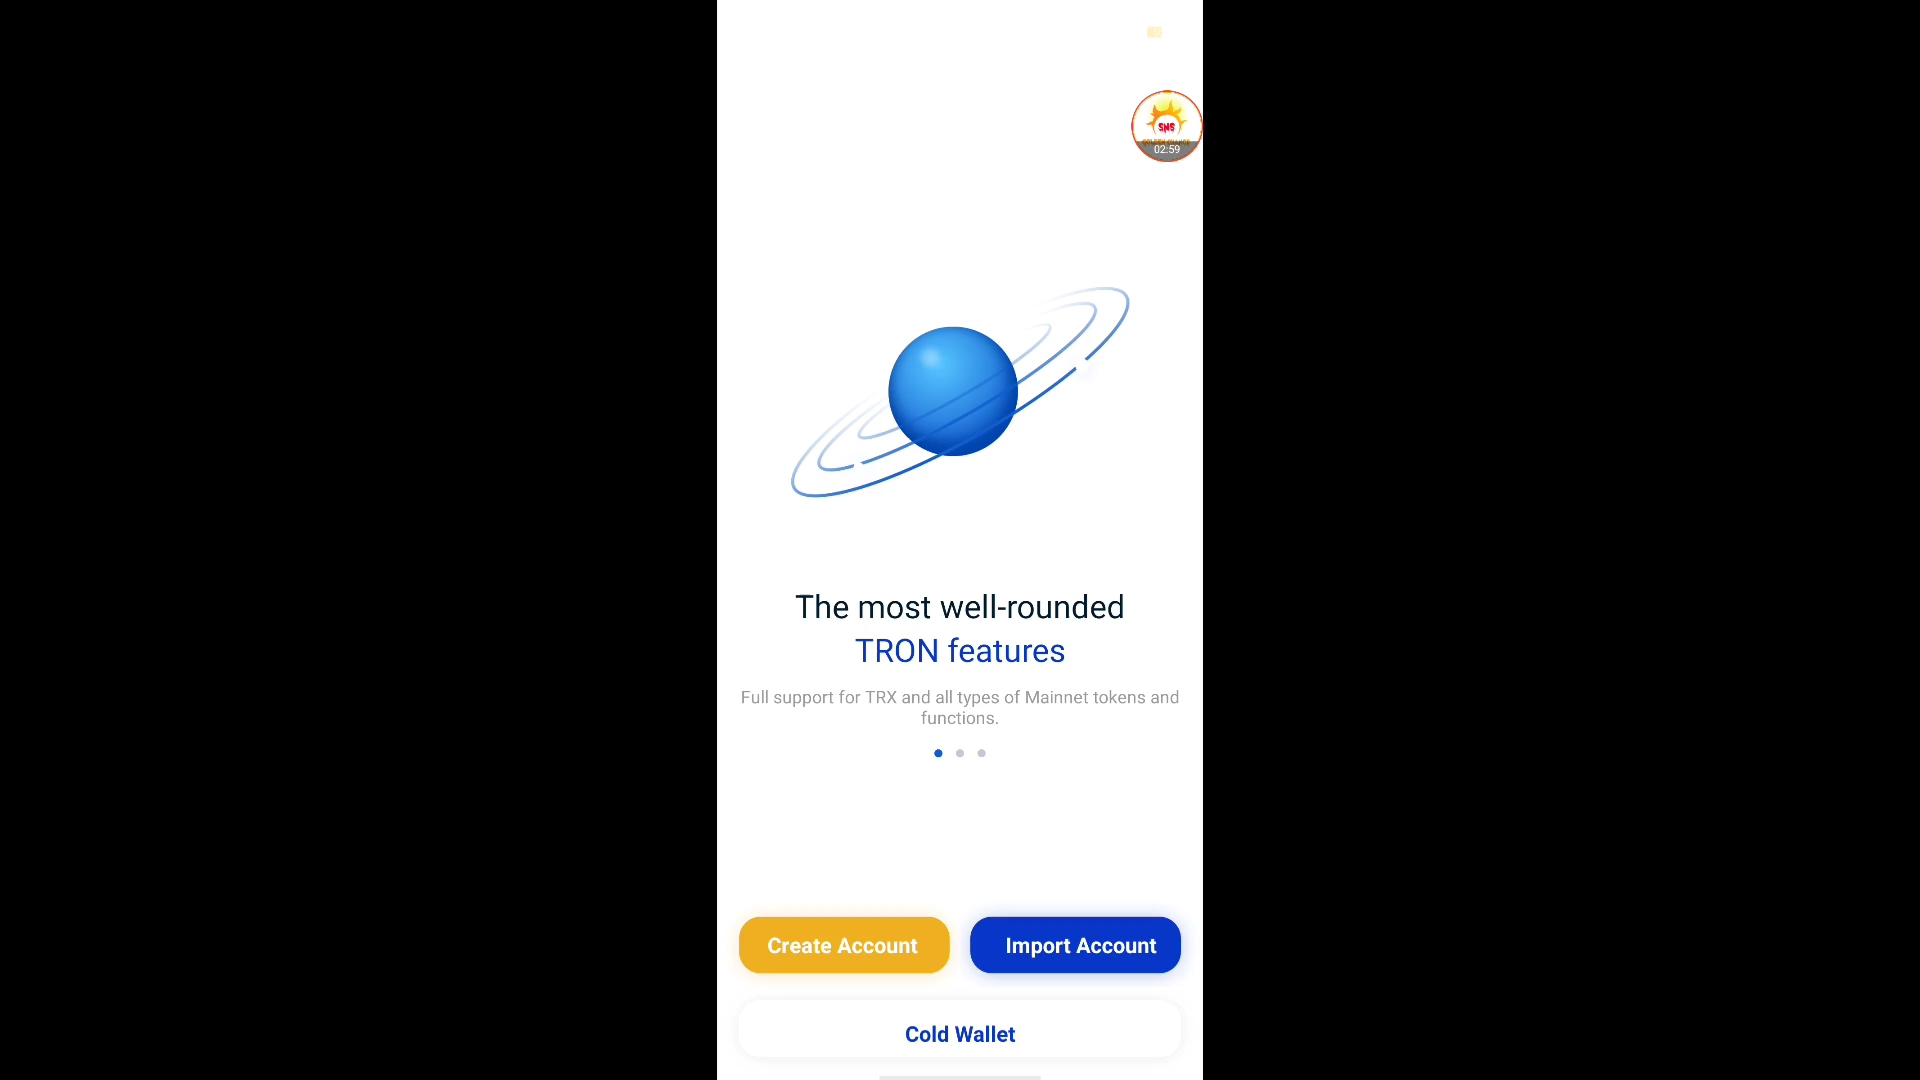 SNS
02:59
The most well-rounded
TRON features
Full support for TRX and all types of Mainnet tokens and
functions.
Create Account
Import Account
Cold Wallet